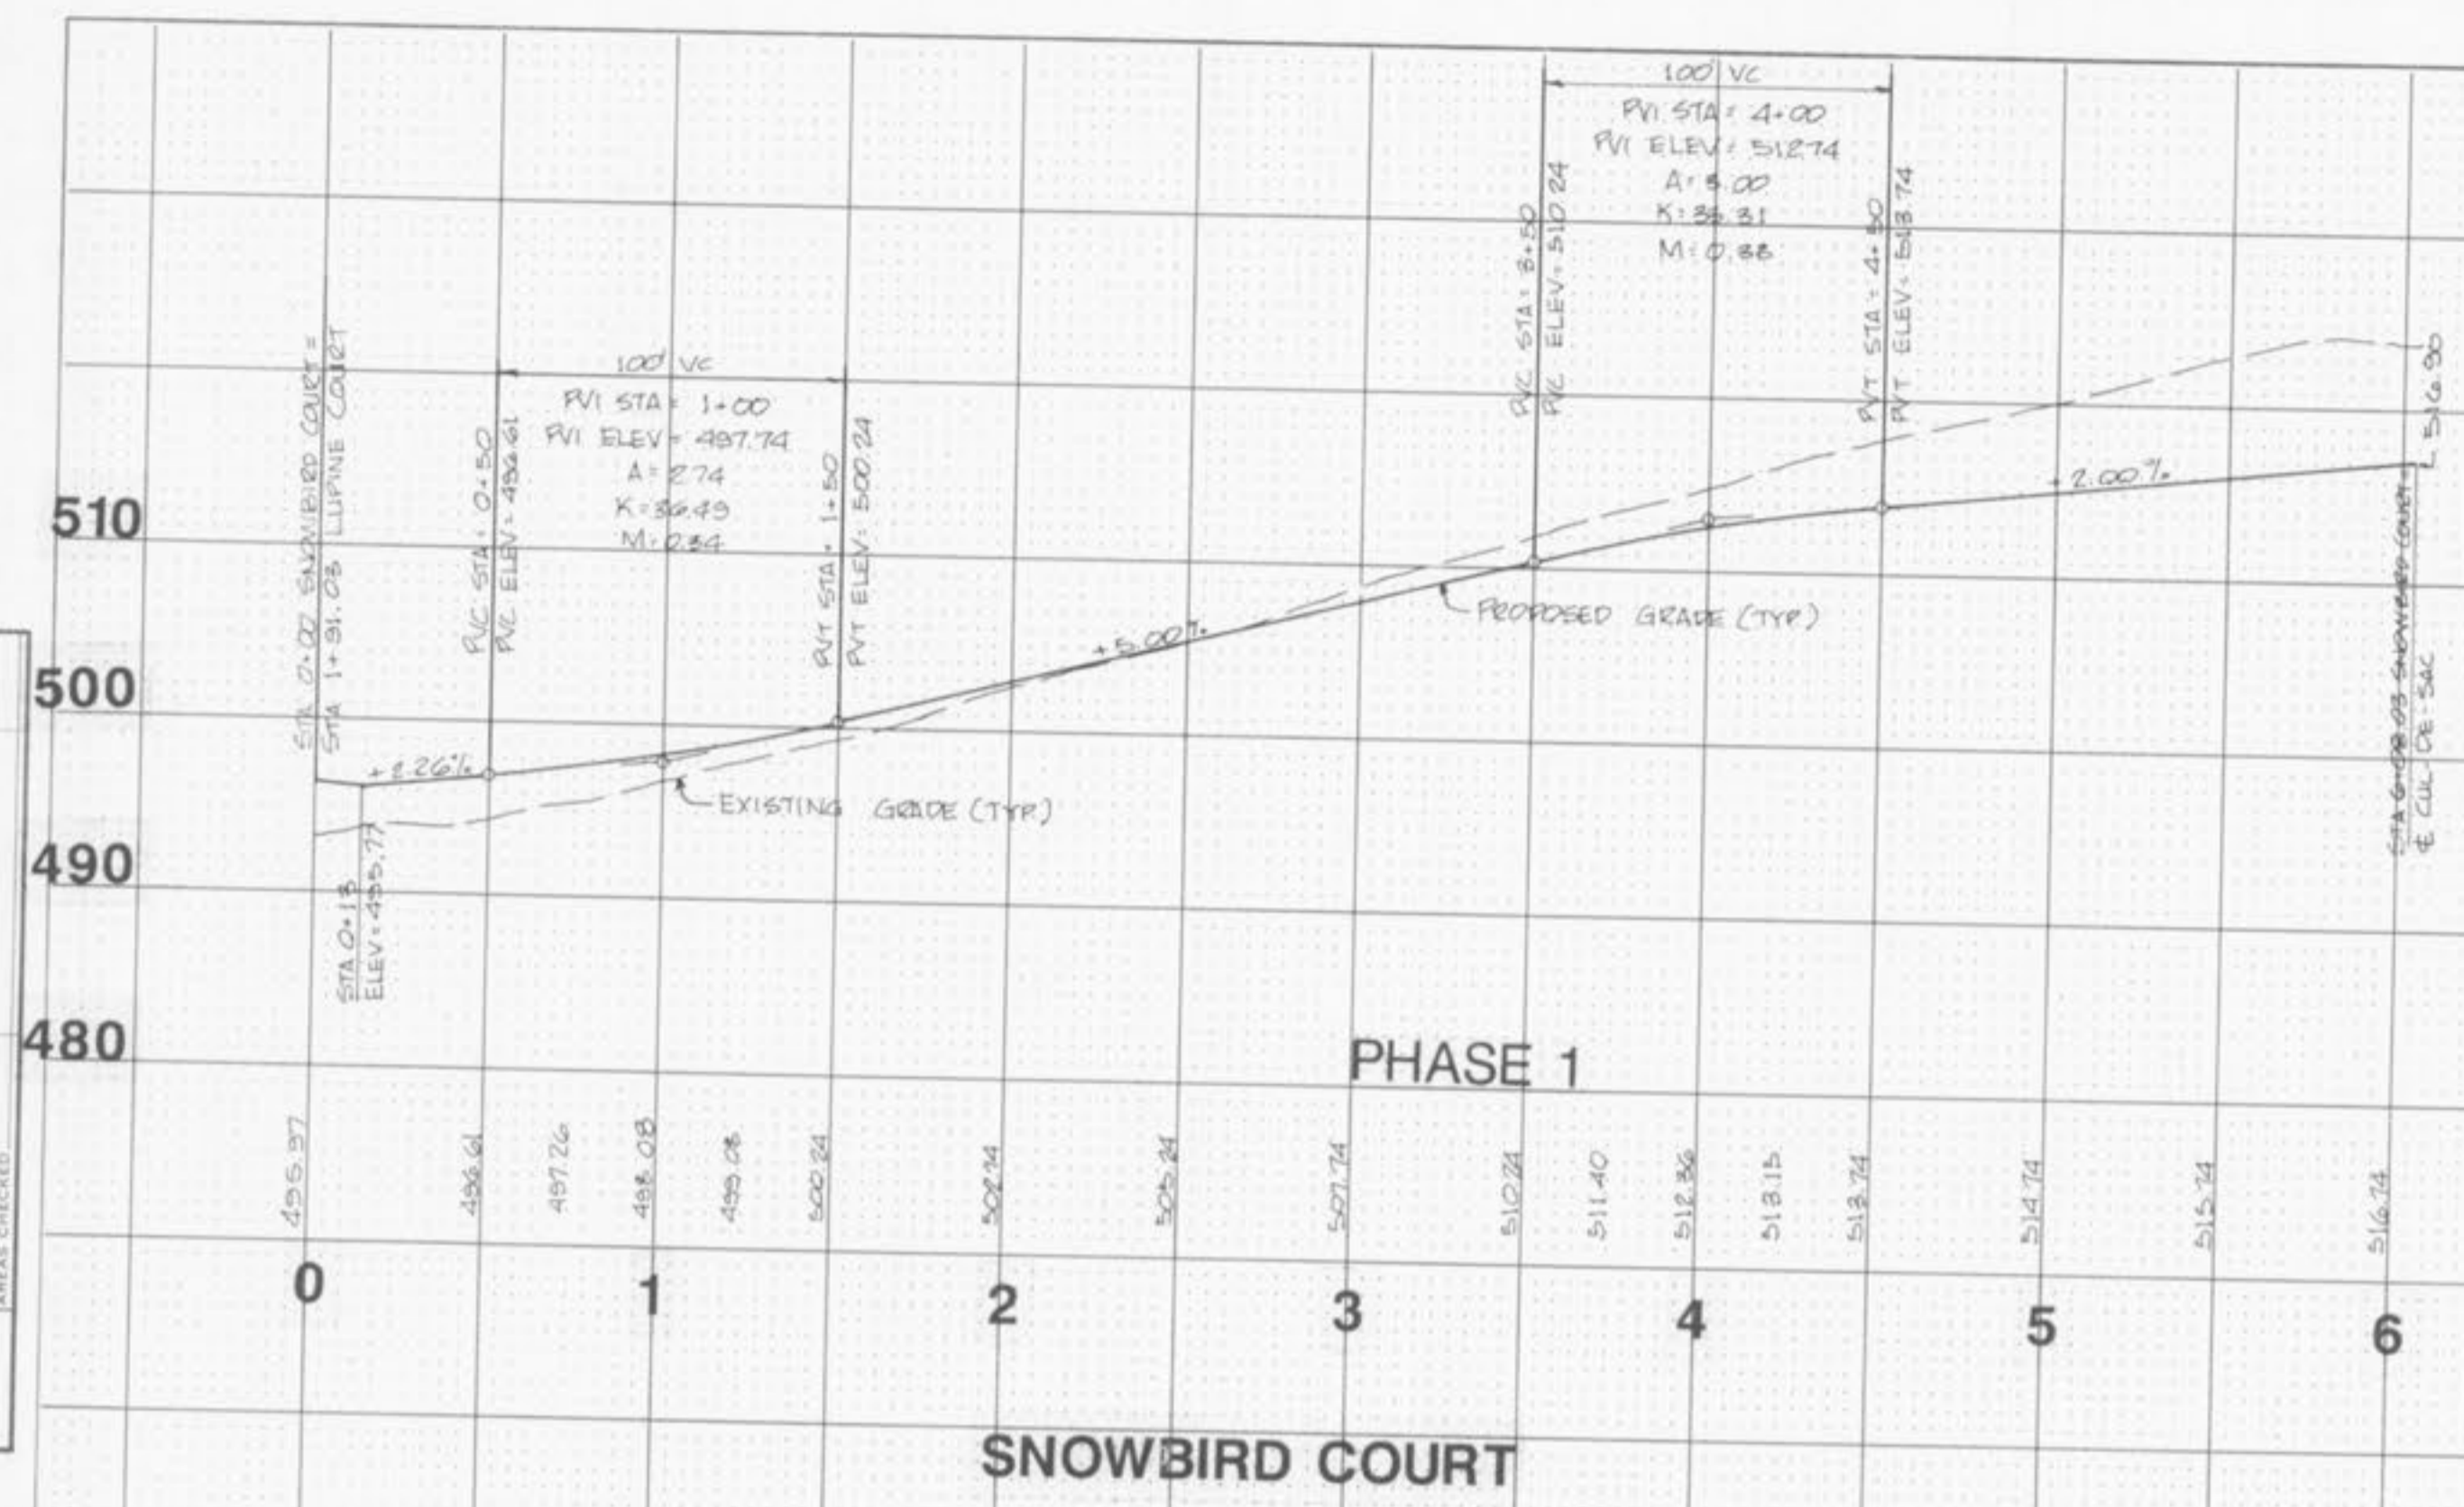 100' VC
PVI STA = 4+00
PVI ELEV = 512.74
A = 3.00
K = 33.31
M = 0.38
PVC STA = 3+50
PVC ELEV = 510.24
PVT STA = 4+50
PVT ELEV = 513.74
STA 0+00 SNOWBIRD COURT =
STA 1+91.03 LUPINE COURT
100' VC
PVI STA = 1+00
PVI ELEV = 497.74
A = 2.74
K = 36.49
M = 0.34
PVC STA = 0+50
PVC ELEV = 496.61
PVT STA = 1+50
PVT ELEV = 500.24
516.90
+2.00%
510
PROPOSED GRADE (TYP.)
+5.00%
500
+2.26%
EXISTING GRADE (TYP.)
SNOWBIRD COURT
℄ CUL-DE-SAC
490
STA 0+13
ELEV = 495.77
480
PHASE 1
495.97
496.61
497.26
498.08
499.08
500.24
502.74
505.24
507.74
510.24
511.40
512.36
513.13
513.74
514.74
515.74
516.74
0
1
2
3
4
5
6
SNOWBIRD COURT
AREAS CHECKED